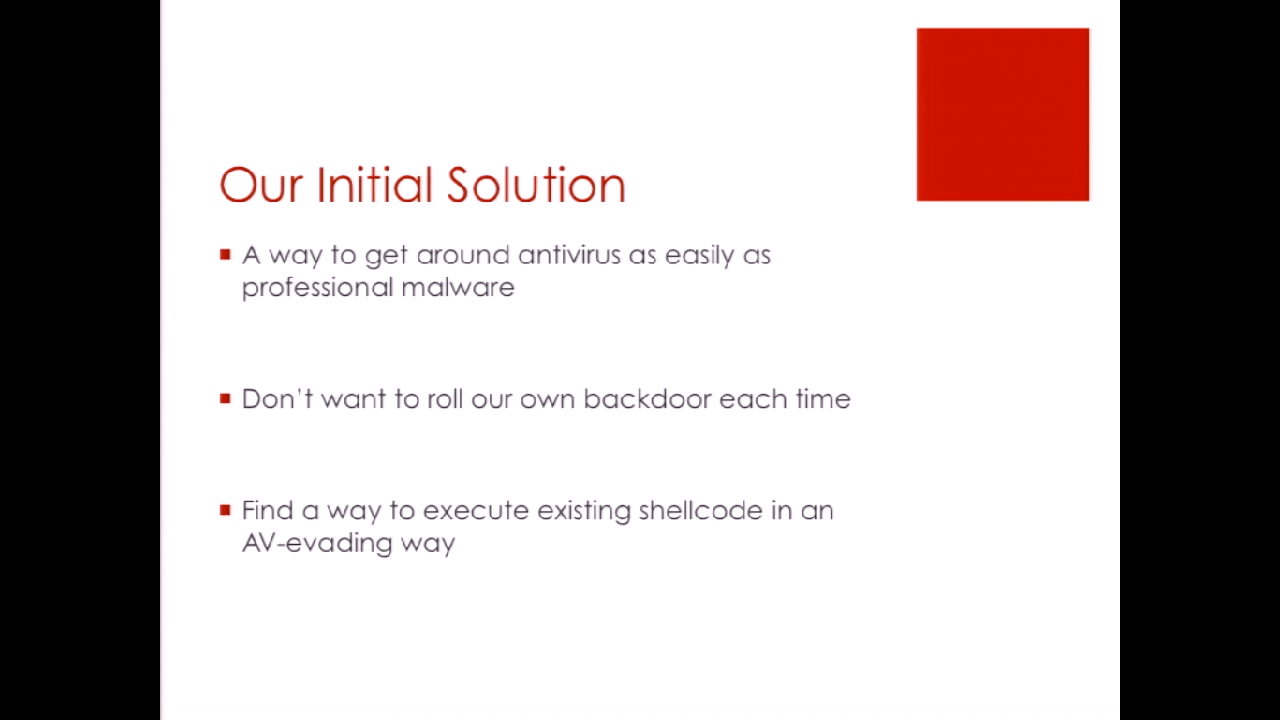 Our Initial Solution
A way to get around antivirus as easily as
professional malware
Don't want to roll our own backdoor each time
Find a way to execute existing shellcode in an
AV-evading way